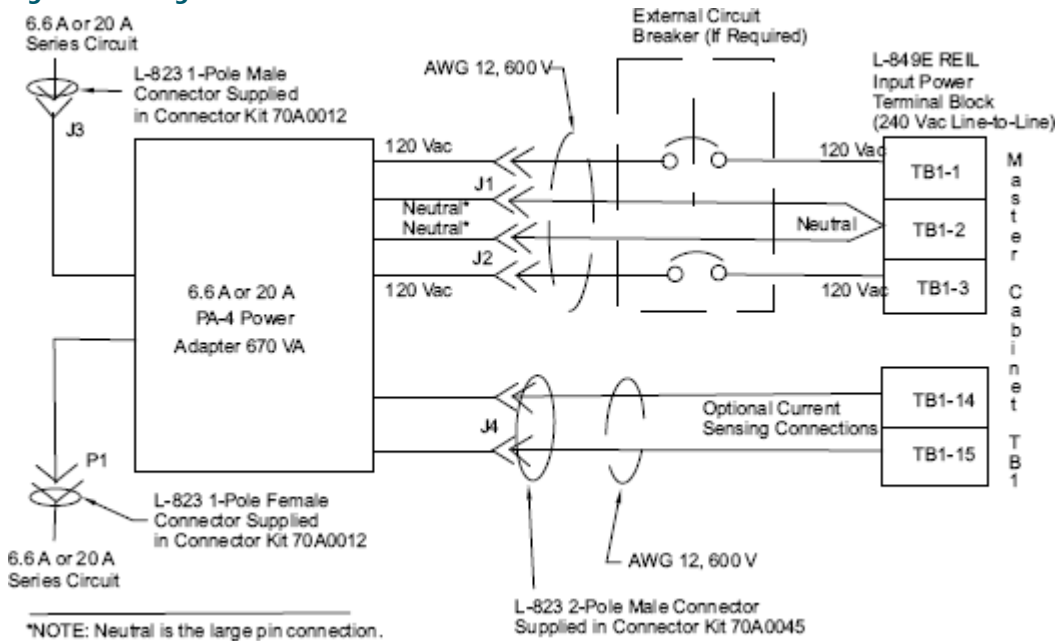 6.6 A or 20 A
Series Circuit
L-823 1-Pole Male
Connector Supplied
in Connector Kit 70A0012
J3
AWG 12, 600 V
External Circuit
Breaker (If Required)
L-849E REIL
Input Power
Terminal Block
(240 Vac Line-to-Line)
120 Vac
J1
Neutral*
Neutral*
J2
120 Vac
120 Vac
Neutral
120 Vac
TB1-1
TB1-2
TB1-3
Master Cabinet TB1
6.6 A or 20 A
PA-4 Power
Adapter 670 VA
J4
Optional Current
Sensing Connections
TB1-14
TB1-15
P1
L-823 1-Pole Female
Connector Supplied
in Connector Kit 70A0012
6.6 A or 20 A
Series Circuit
AWG 12, 600 V
L-823 2-Pole Male Connector
Supplied in Connector Kit 70A0045
*NOTE: Neutral is the large pin connection.